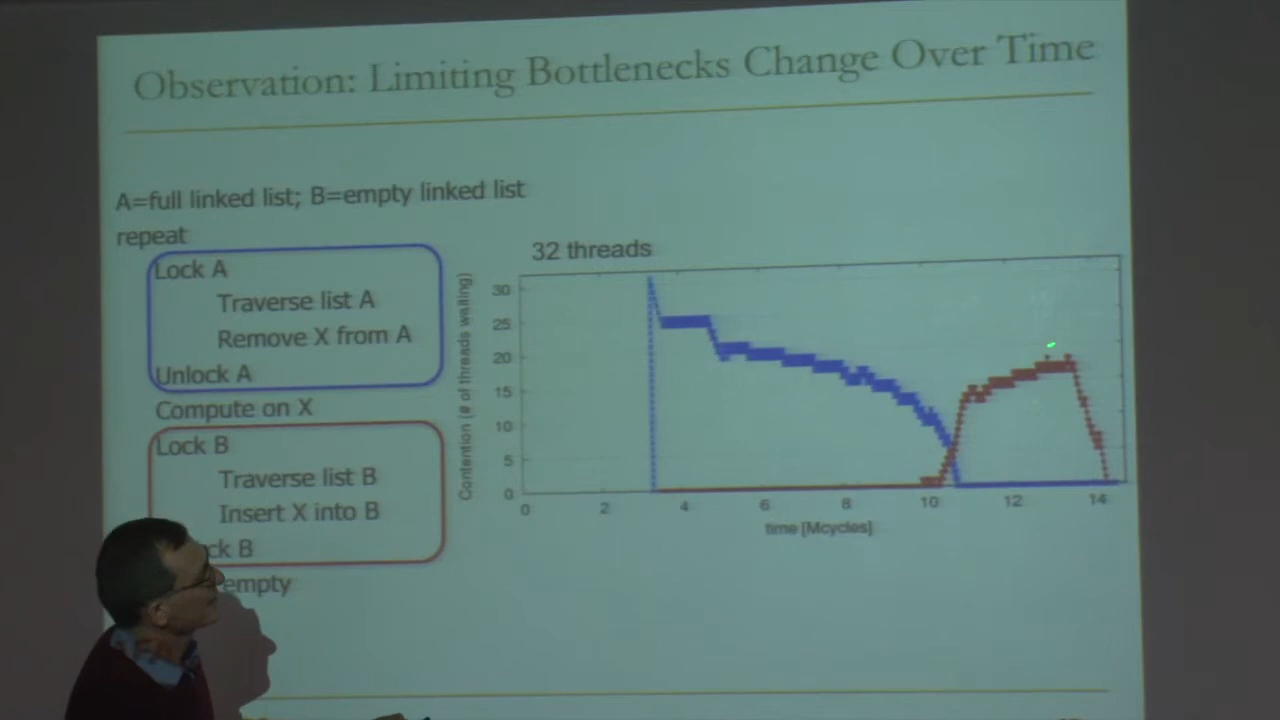 Observation: Limiting Bottlenecks Change Over Time
A=full linked list; B=empty linked list
repeat
Lock A
Traverse list A
Remove X from A
Unlock A
Compute on X
Lock B
Traverse list B
Insert X into B
ck B
empty
32 threads
Contention (# of threads waiting)
30
25
20
15
10
5
0
0 2 4 6 8 10 12 14
time [Mcycles]